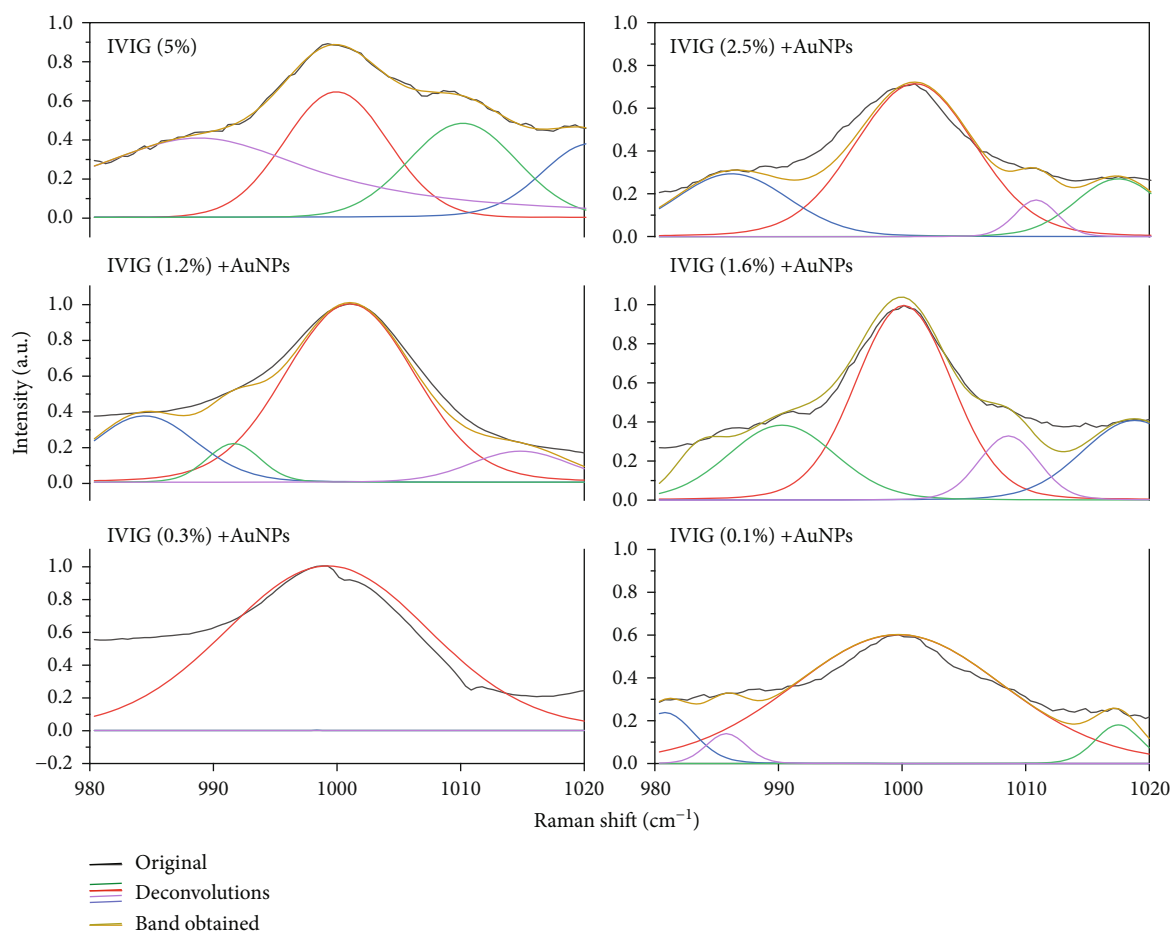 IVIG (5%)
1.0
0.8
0.6
0.4
0.2
0.0
IVIG (2.5%) +AuNPs
1.0
0.8
0.6
0.4
0.2
0.0
IVIG (1.2%) +AuNPs
1.0
0.8
0.6
0.4
0.2
0.0
IVIG (1.6%) +AuNPs
1.0
0.8
0.6
0.4
0.2
0.0
Intensity (a.u.)
IVIG (0.3%) +AuNPs
1.0
0.8
0.6
0.4
0.2
0.0
−0.2
980 990 1000 1010 1020
IVIG (0.1%) +AuNPs
1.0
0.8
0.6
0.4
0.2
0.0
980 990 1000 1010 1020
Raman shift (cm⁻¹)
Original
Deconvolutions
Band obtained